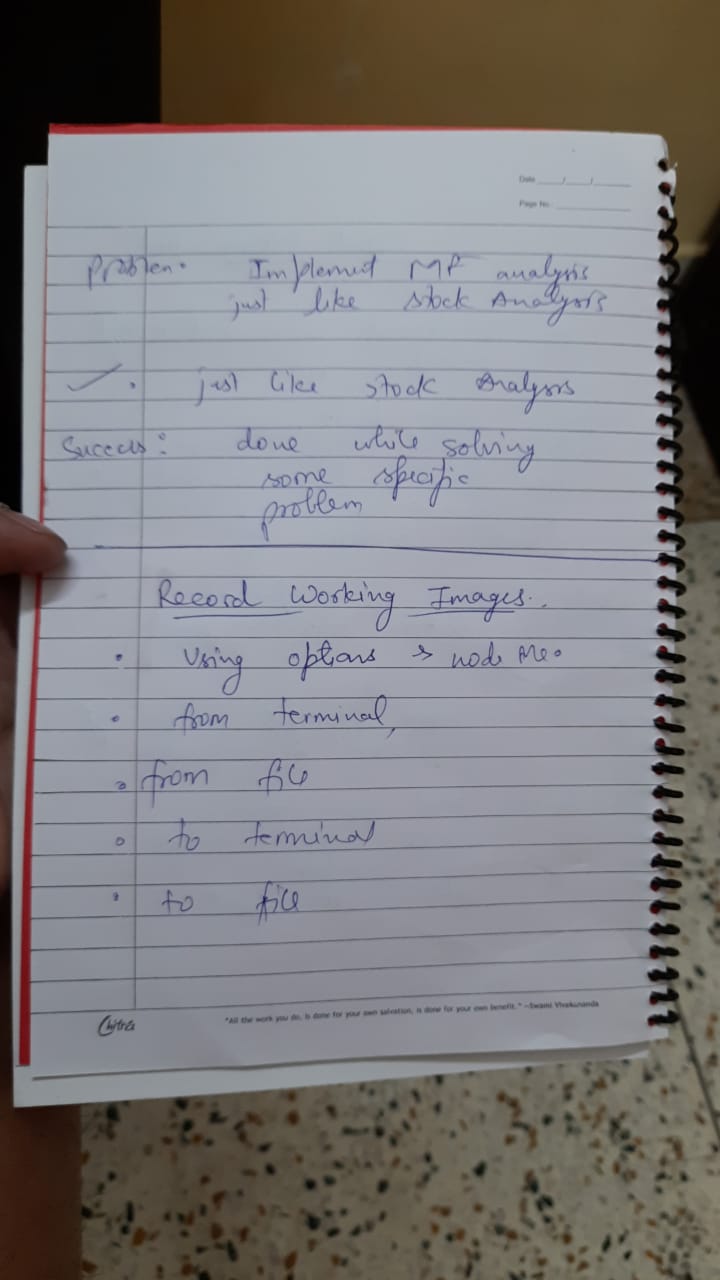 Date ___/___/___
Page No. ___
Problem. Implement MF analysis
just like stock Analysis
. just like stock Analysis
Success: done while solving
some specific
problem
Record Working Images.
• Using options → node
• from terminal,
• from file
• to terminal
• to file
Chitra
"All the work you do, is done for your own salvation, is done for your own benefit." –Swami Vivekananda